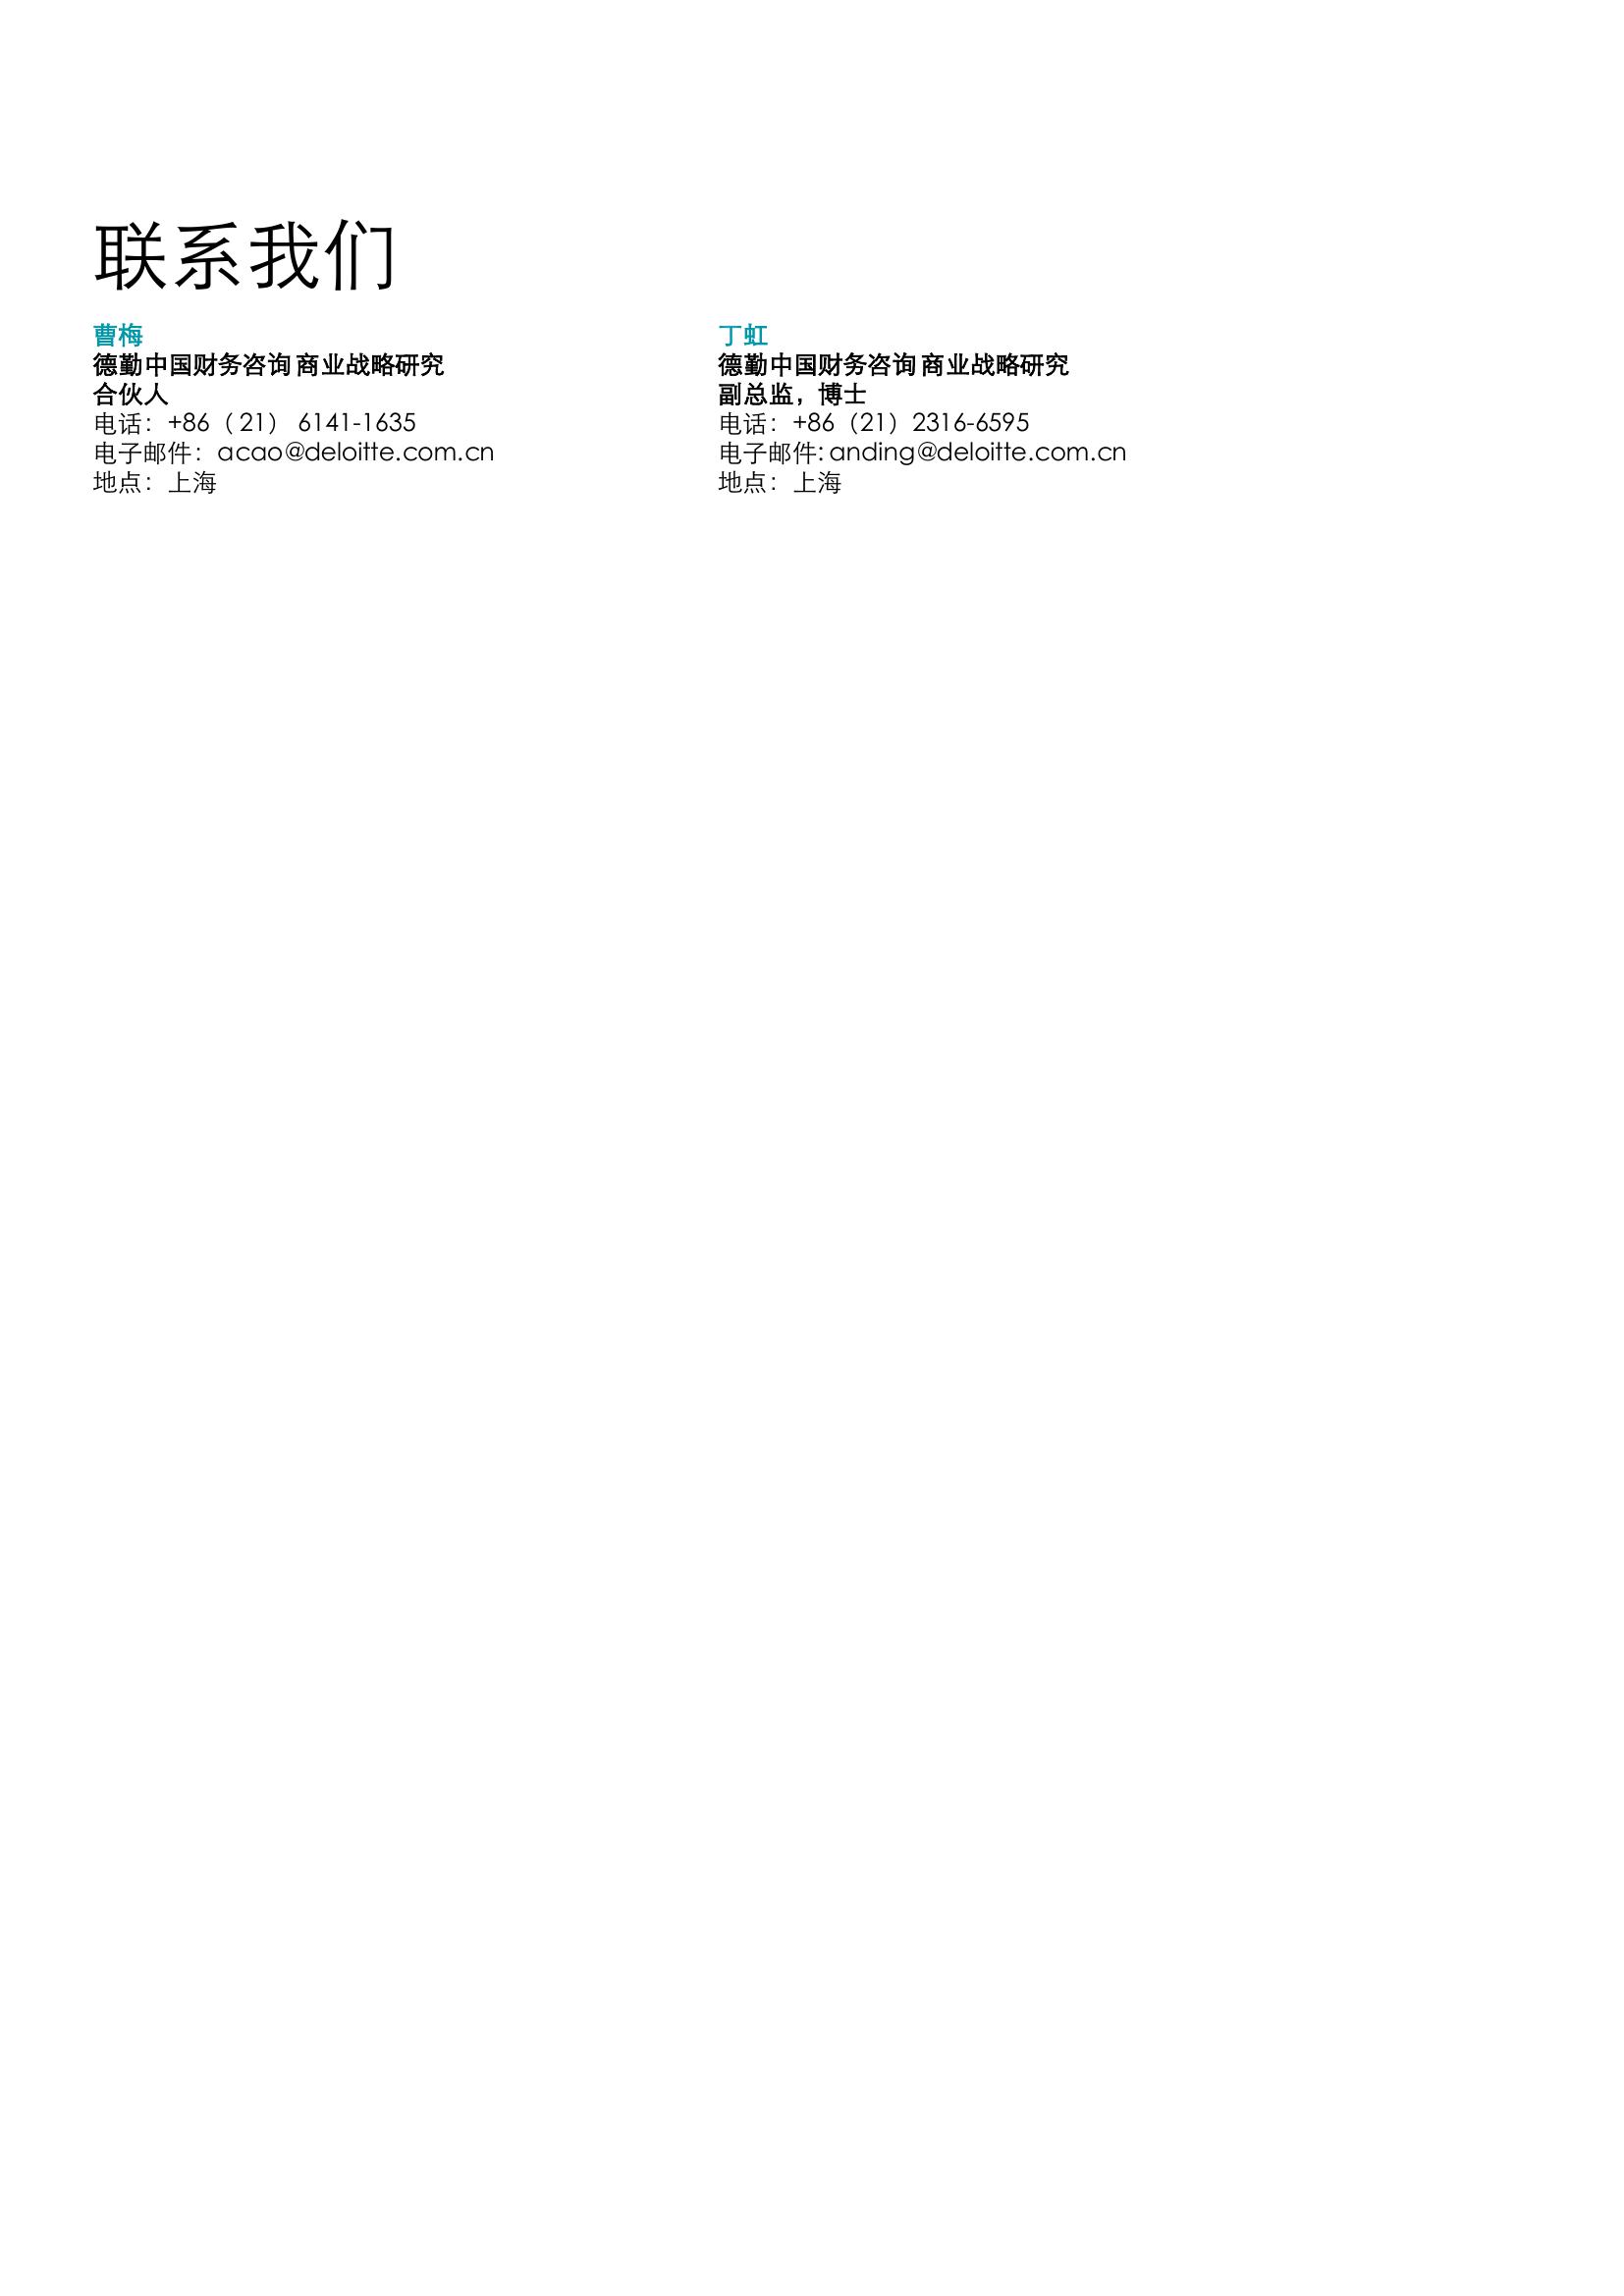 联系我们
曹梅
德勤中国财务咨询 商业战略研究
合伙人
电话：+86（21） 6141-1635
电子邮件：acao@deloitte.com.cn
地点：上海
丁虹
德勤中国财务咨询 商业战略研究
副总监，博士
电话：+86（21）2316-6595
电子邮件: anding@deloitte.com.cn
地点：上海